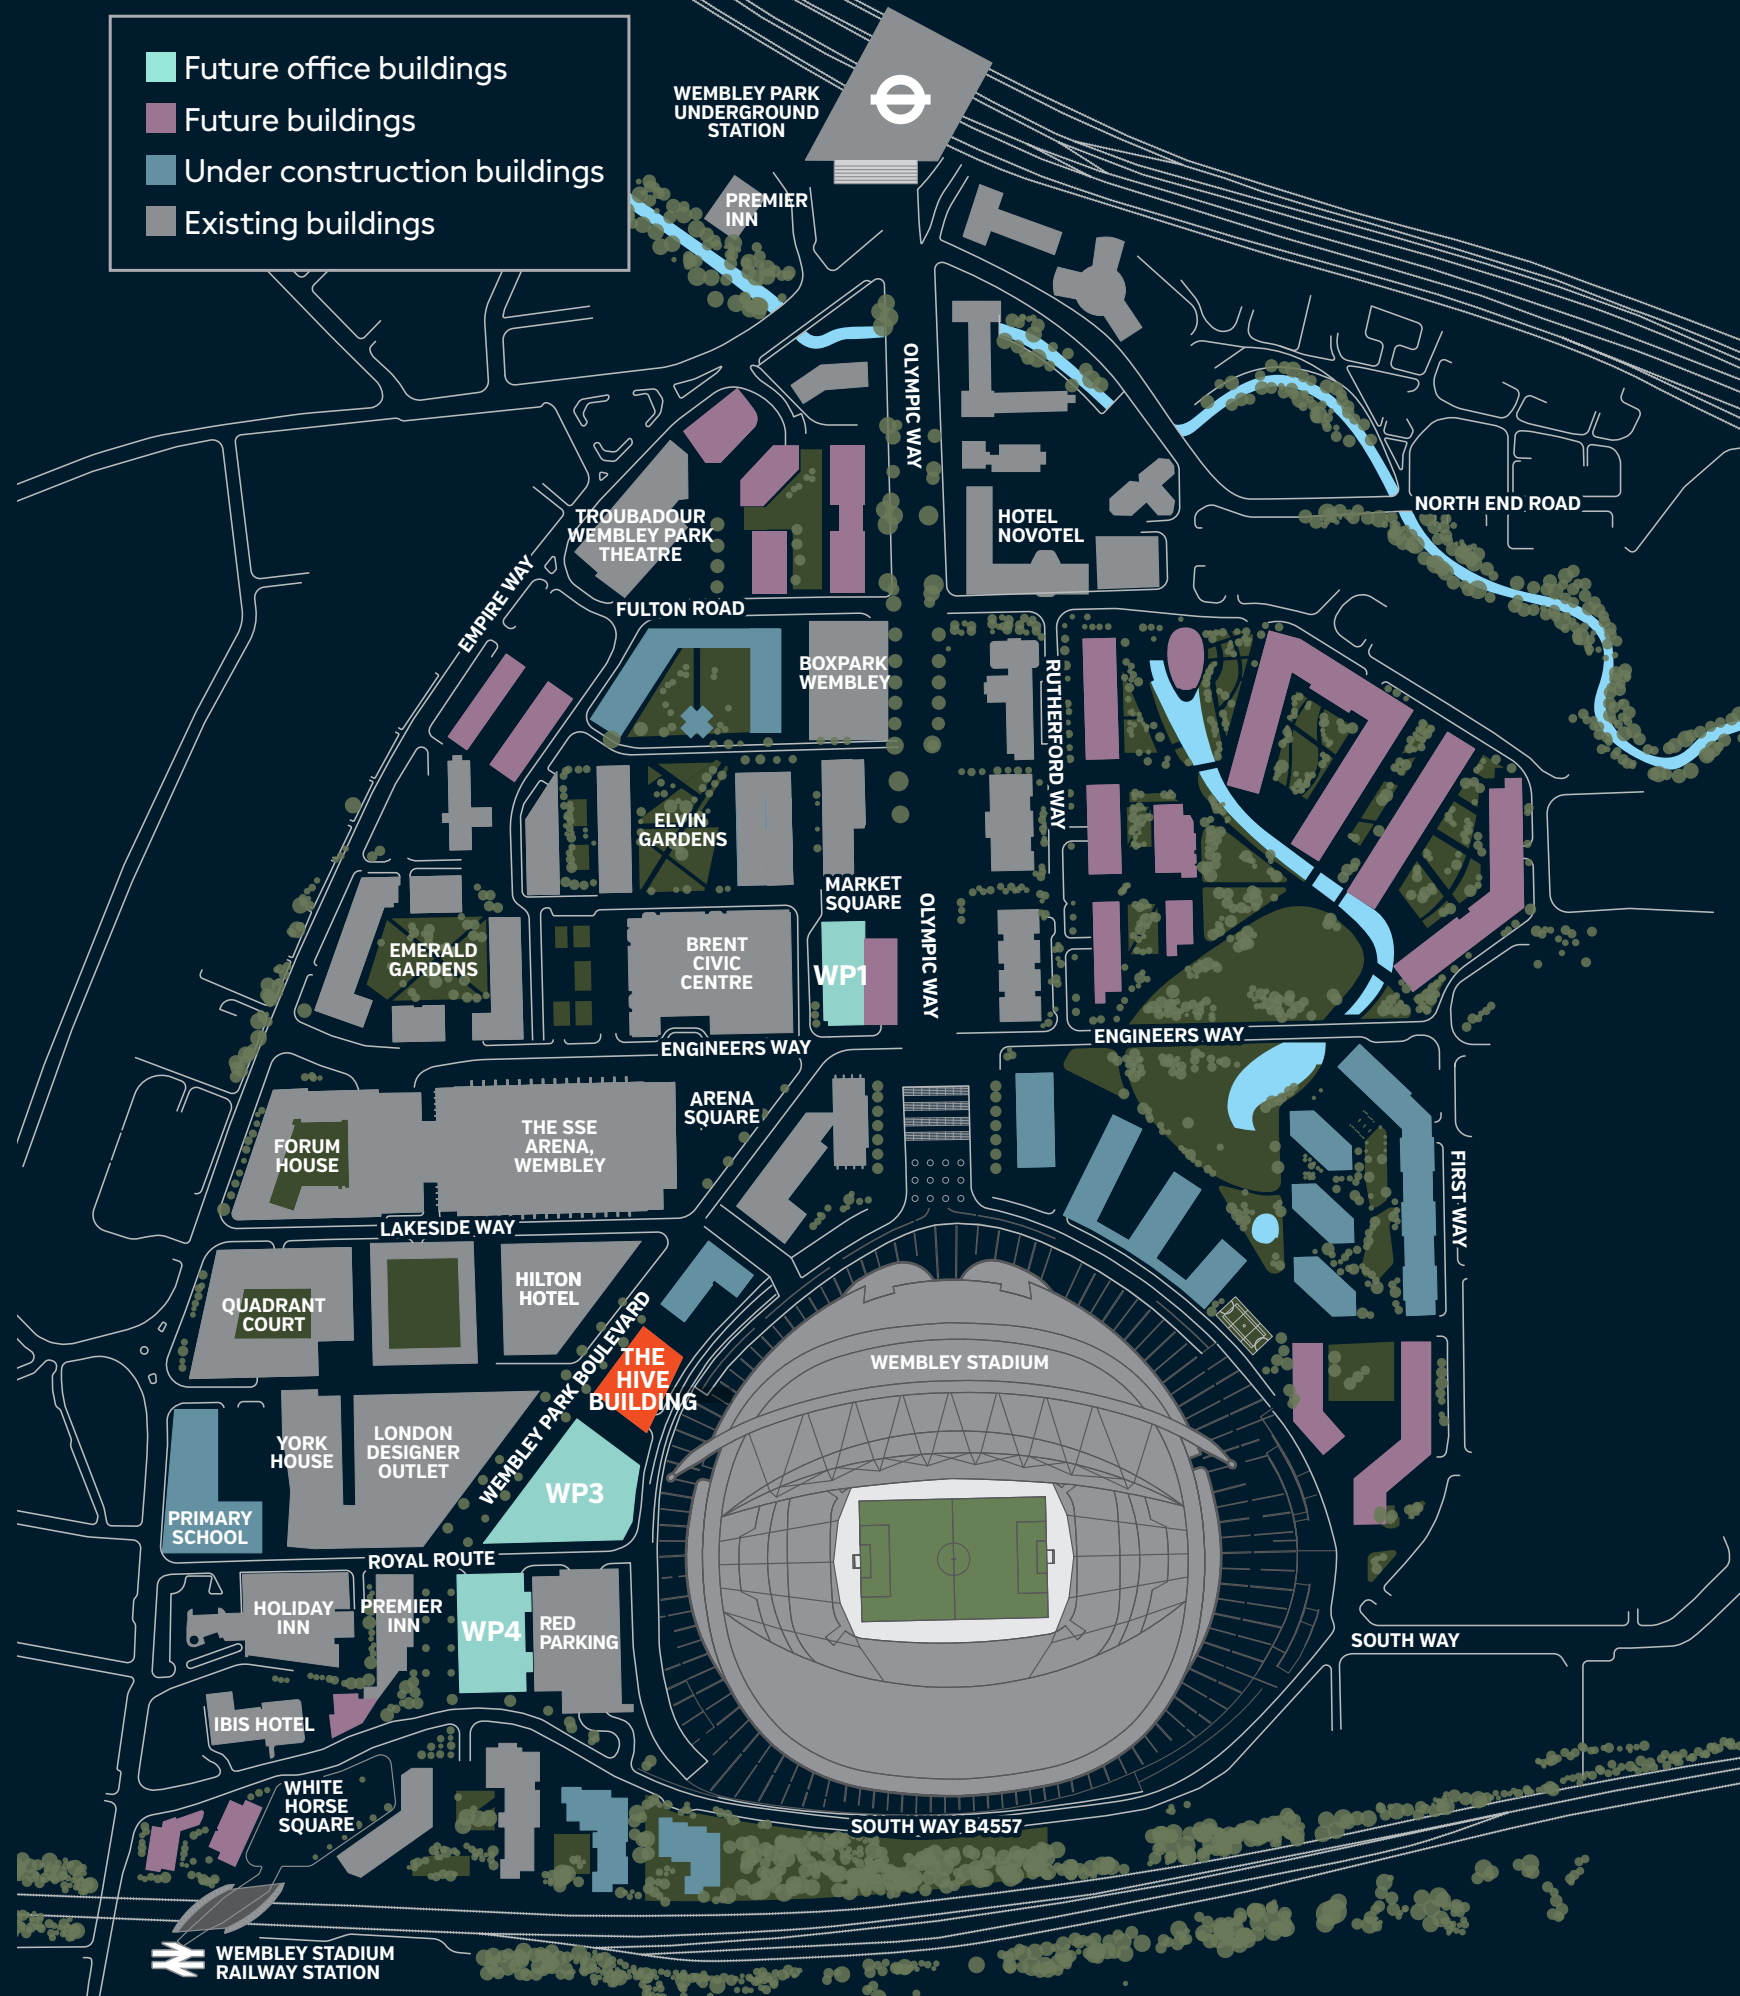 Future office buildings
Future buildings
Under construction buildings
Existing buildings
WEMBLEY PARK
UNDERGROUND
STATION
PREMIER
INN
OLYMPIC WAY
NORTH END ROAD
HOTEL
NOVOTEL
TROUBADOUR
WEMBLEY PARK
THEATRE
EMPIRE WAY
FULTON ROAD
BOXPARK
WEMBLEY
RUTHERFORD WAY
ELVIN
GARDENS
MARKET
SQUARE
OLYMPIC WAY
EMERALD
GARDENS
BRENT
CIVIC
CENTRE
WP1
ENGINEERS WAY
ENGINEERS WAY
ARENA
SQUARE
THE SSE
ARENA,
WEMBLEY
FORUM
HOUSE
FIRST WAY
LAKESIDE WAY
HILTON
HOTEL
QUADRANT
COURT
WEMBLEY PARK BOULEVARD
THE
HIVE
BUILDING
WEMBLEY STADIUM
YORK
HOUSE
LONDON
DESIGNER
OUTLET
WP3
PRIMARY
SCHOOL
ROYAL ROUTE
HOLIDAY
INN
PREMIER
INN
WP4
RED
PARKING
SOUTH WAY
IBIS HOTEL
WHITE
HORSE
SQUARE
SOUTH WAY B4557
WEMBLEY STADIUM
RAILWAY STATION